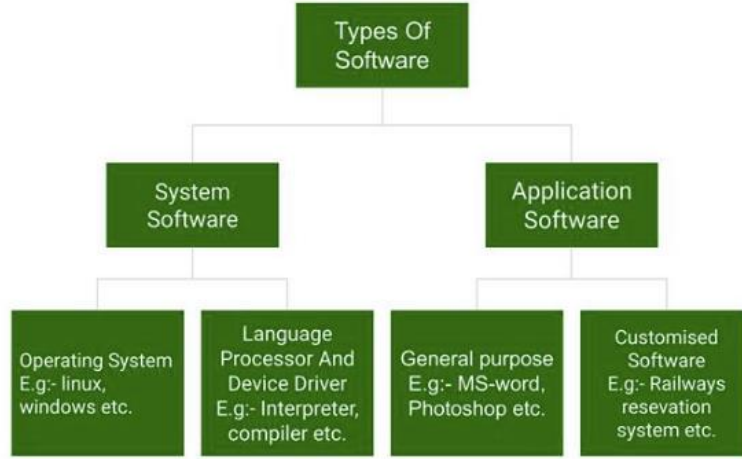 Types Of
Software
System
Software
Application
Software
Operating System
E.g:- linux,
windows etc.
Language
Processor And
Device Driver
E.g:- Interpreter,
compiler etc.
General purpose
E.g:- MS-word,
Photoshop etc.
Customised
Software
E.g:- Railways
resevation
system etc.